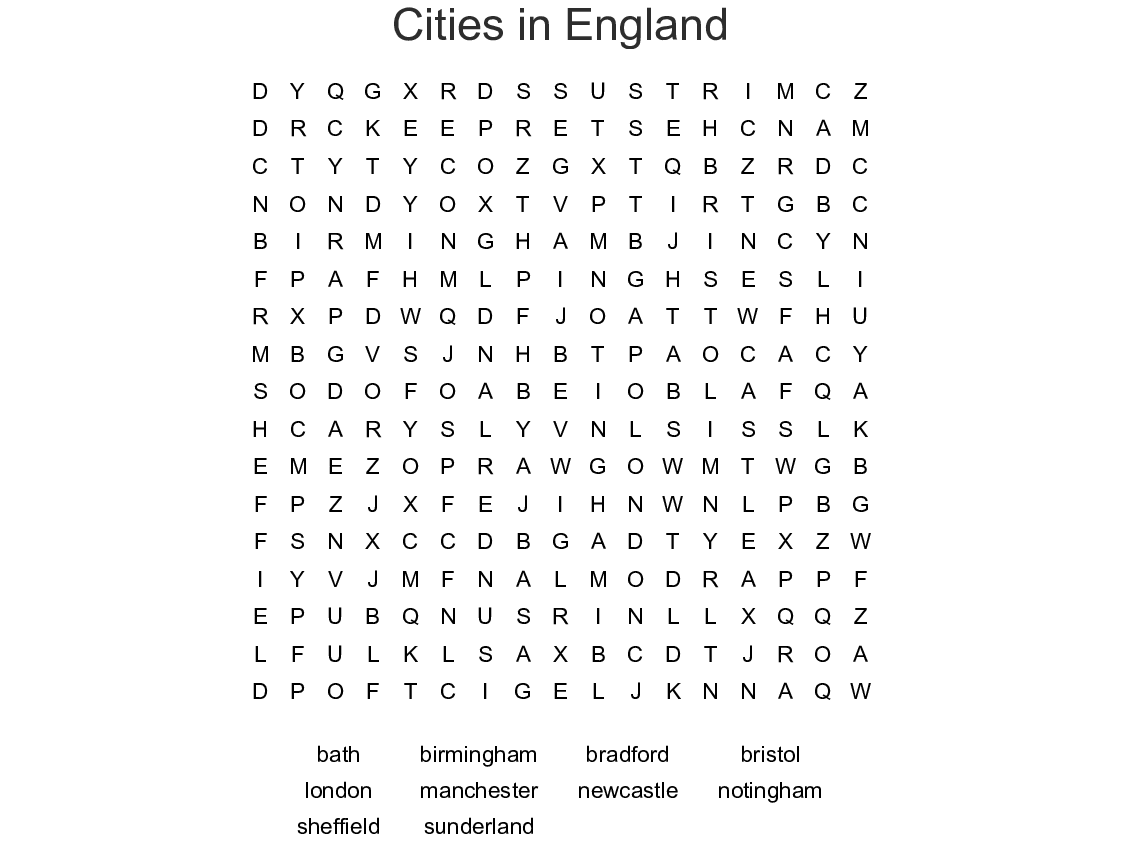 Cities in England
D Y Q G X R D S S U S T R I M C Z
D R C K E E P R E T S E H C N A M
C T Y T Y C O Z G X T Q B Z R D C
N O N D Y O X T V P T I R T G B C
B I R M I N G H A M B J I N C Y N
F P A F H M L P I N G H S E S L I
R X P D W Q D F J O A T T W F H U
M B G V S J N H B T P A O C A C Y
S O D O F O A B E I O B L A F Q A
H C A R Y S L Y V N L S I S S L K
E M E Z O P R A W G O W M T W G B
F P Z J X F E J I H N W N L P B G
F S N X C C D B G A D T Y E X Z W
I Y V J M F N A L M O D R A P P F
E P U B Q N U S R I N L L X Q Q Z
L F U L K L S A X B C D T J R O A
D P O F T C I G E L J K N N A Q W
bath birmingham bradford bristol
london manchester newcastle notingham
sheffield sunderland